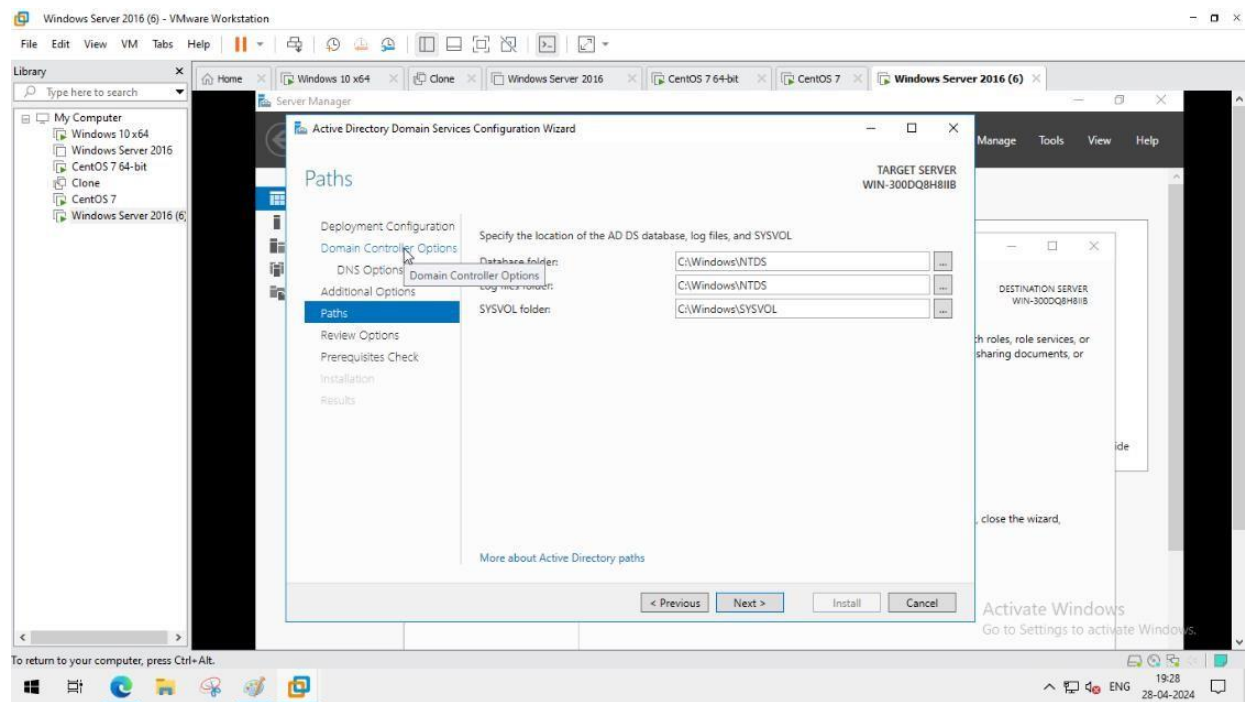 Windows Server 2016 (6) - VMware Workstation
File Edit View VM Tabs Help
Library
Type here to search
My Computer
Windows 10 x64
Windows Server 2016
CentOS 7 64-bit
Clone
CentOS 7
Windows Server 2016 (6)
Home Windows 10 x64 Clone Windows Server 2016 CentOS 7 64-bit CentOS 7 Windows Server 2016 (6)
Server Manager
Manage Tools View Help
Active Directory Domain Services Configuration Wizard
Paths
TARGET SERVER
WIN-300DQ8H8IIB
Deployment Configuration
Domain Controller Options
DNS Options
Domain Controller Options
Additional Options
Paths
Review Options
Prerequisites Check
Installation
Results
Specify the location of the AD DS database, log files, and SYSVOL
Database folder: C:\Windows\NTDS ...
Log files folder: C:\Windows\NTDS ...
SYSVOL folder: C:\Windows\SYSVOL ...
More about Active Directory paths
< Previous Next > Install Cancel
DESTINATION SERVER
WIN-300DQ8H8IIB
ch roles, role services, or
sharing documents, or
ide
, close the wizard,
Activate Windows
Go to Settings to activate Windows.
To return to your computer, press Ctrl+Alt.
ENG
19:28
28-04-2024